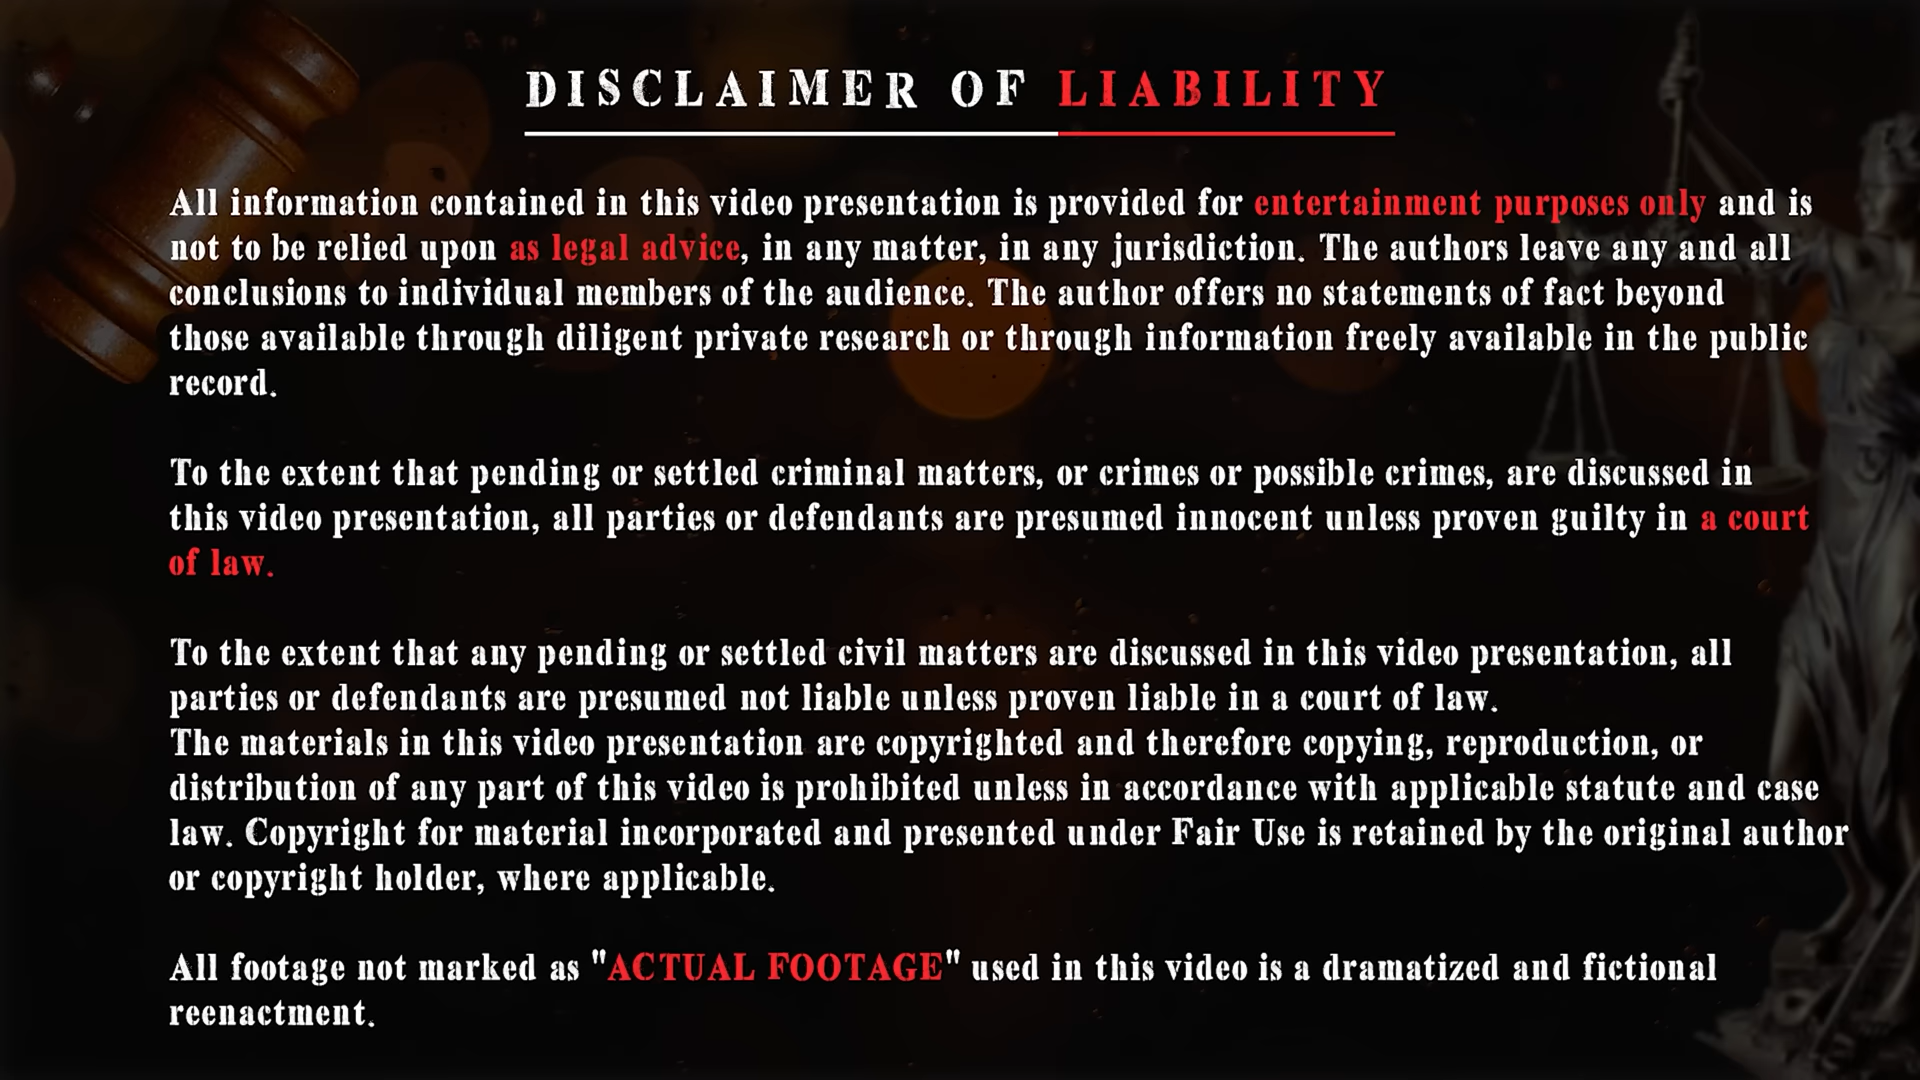 DISCLAIMER OF LIABILITY
All information contained in this video presentation is provided for entertainment purposes only and is
not to be relied upon as legal advice, in any matter, in any jurisdiction. The authors leave any and all
conclusions to individual members of the audience. The author offers no statements of fact beyond
those available through diligent private research or through information freely available in the public
record.
To the extent that pending or settled criminal matters, or crimes or possible crimes, are discussed in
this video presentation, all parties or defendants are presumed innocent unless proven guilty in a court
of law.
To the extent that any pending or settled civil matters are discussed in this video presentation, all
parties or defendants are presumed not liable unless proven liable in a court of law.
The materials in this video presentation are copyrighted and therefore copying, reproduction, or
distribution of any part of this video is prohibited unless in accordance with applicable statute and case
law. Copyright for material incorporated and presented under Fair Use is retained by the original author
or copyright holder, where applicable.
All footage not marked as "ACTUAL FOOTAGE" used in this video is a dramatized and fictional
reenactment.